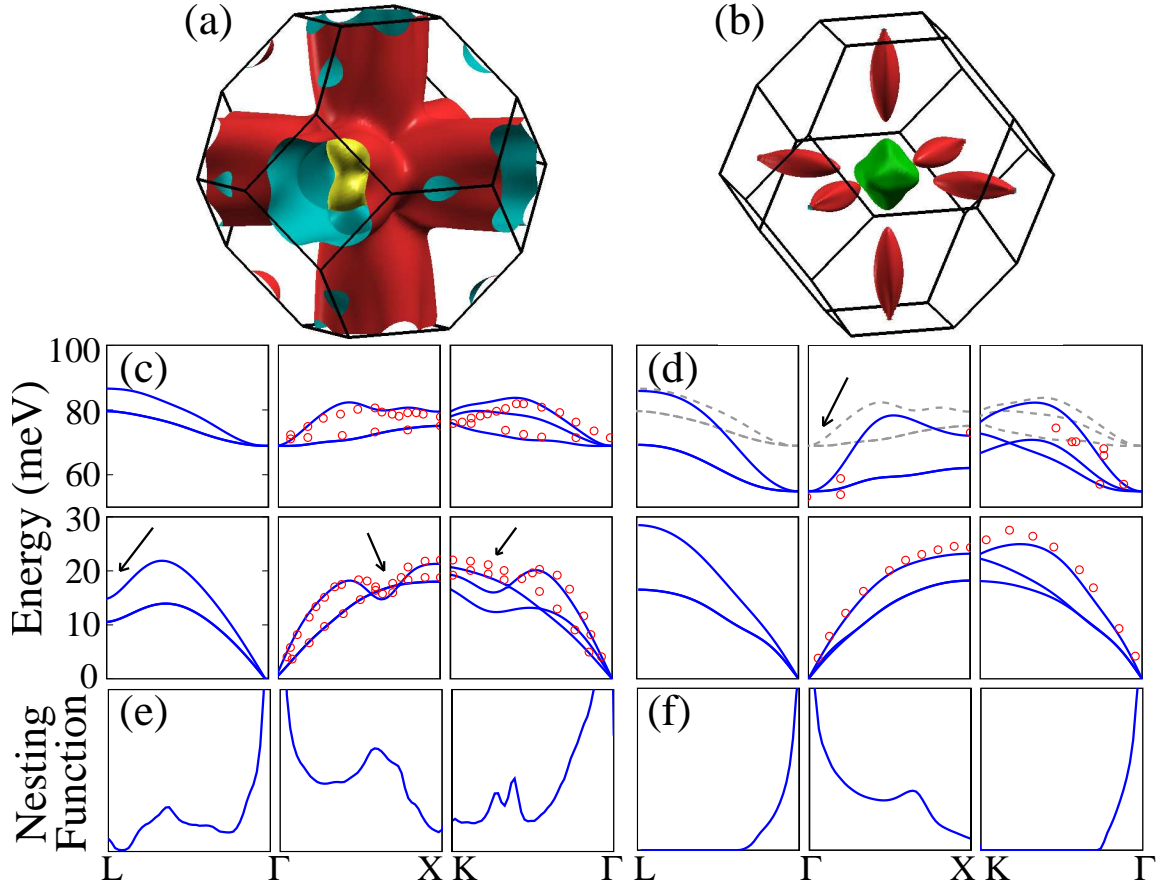 (a) (b)
100 (c) (d)
80
60
Energy (meV)
30
20
10
0
Nesting
Function
(e) (f)
L Γ X K Γ L Γ X K Γ